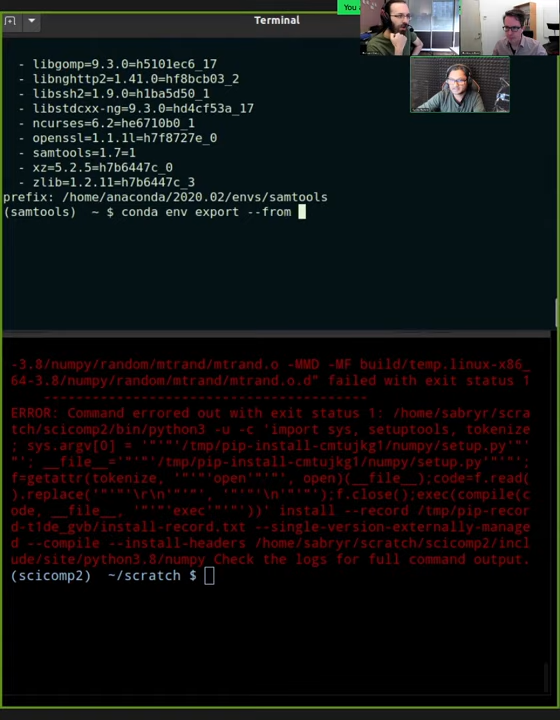 Terminal
You
- libgomp=9.3.0=h5101ec6_17
- libnghttp2=1.41.0=hf8bcb03_2
- libssh2=1.9.0=h1ba5d50_1
- libstdcxx-ng=9.3.0=hd4cf53a_17
- ncurses=6.2=he6710b0_1
- openssl=1.1.1l=h7f8727e_0
- samtools=1.7=1
- xz=5.2.5=h7b6447c_0
- zlib=1.2.11=h7b6447c_3
prefix: /home/anaconda/2020.02/envs/samtools
(samtools) ~ $ conda env export --from
-3.8/numpy/random/mtrand/mtrand.o -MMD -MF build/temp.linux-x86_
64-3.8/numpy/random/mtrand/mtrand.o.d" failed with exit status 1
----------------------------------------
ERROR: Command errored out with exit status 1: /home/sabryr/scra
tch/scicomp2/bin/python3 -u -c 'import sys, setuptools, tokenize
; sys.argv[0] = '"'"'/tmp/pip-install-cmtujkg1/numpy/setup.py'"'
"'; __file__='"'"'/tmp/pip-install-cmtujkg1/numpy/setup.py'"'"';
f=getattr(tokenize, '"'"'open'"'"', open)(__file__);code=f.read(
).replace('"'"'\r\n'"'"', '"'"'\n'"'"');f.close();exec(compile(c
ode, __file__, '"'"'exec'"'"'))' install --record /tmp/pip-recor
d-t1de_gvb/install-record.txt --single-version-externally-manage
d --compile --install-headers /home/sabryr/scratch/scicomp2/incl
ude/site/python3.8/numpy Check the logs for full command output.
(scicomp2) ~/scratch $